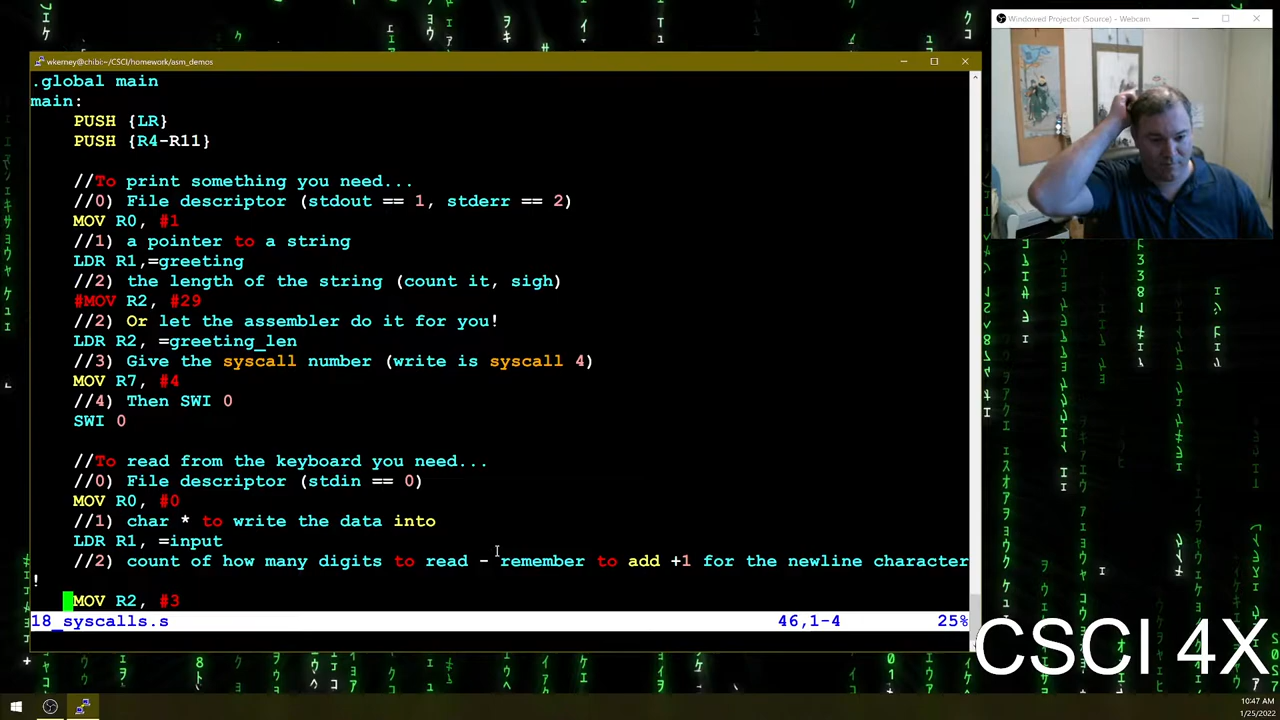 Windowed Projector (Source) - Webcam
wkerney@chibi:~/CSCI/homework/asm_demos
.global main
main:
PUSH {LR}
PUSH {R4-R11}
//To print something you need...
//0) File descriptor (stdout == 1, stderr == 2)
MOV R0, #1
//1) a pointer to a string
LDR R1,=greeting
//2) the length of the string (count it, sigh)
#MOV R2, #29
//2) Or let the assembler do it for you!
LDR R2, =greeting_len
//3) Give the syscall number (write is syscall 4)
MOV R7, #4
//4) Then SWI 0
SWI 0
//To read from the keyboard you need...
//0) File descriptor (stdin == 0)
MOV R0, #0
//1) char * to write the data into
LDR R1, =input
//2) count of how many digits to read - remember to add +1 for the newline character
!
MOV R2, #3
18_syscalls.s 46,1-4 25%
CSCI 4X
10:47 AM
1/25/2022